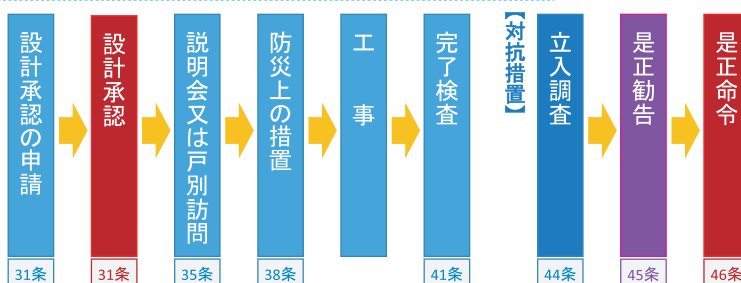 設計承認の申請
31条
設計承認
31条
説明会又は戸別訪問
35条
防災上の措置
38条
工事
完了検査
41条
【対抗措置】
立入調査
44条
是正勧告
45条
是正命令
46条